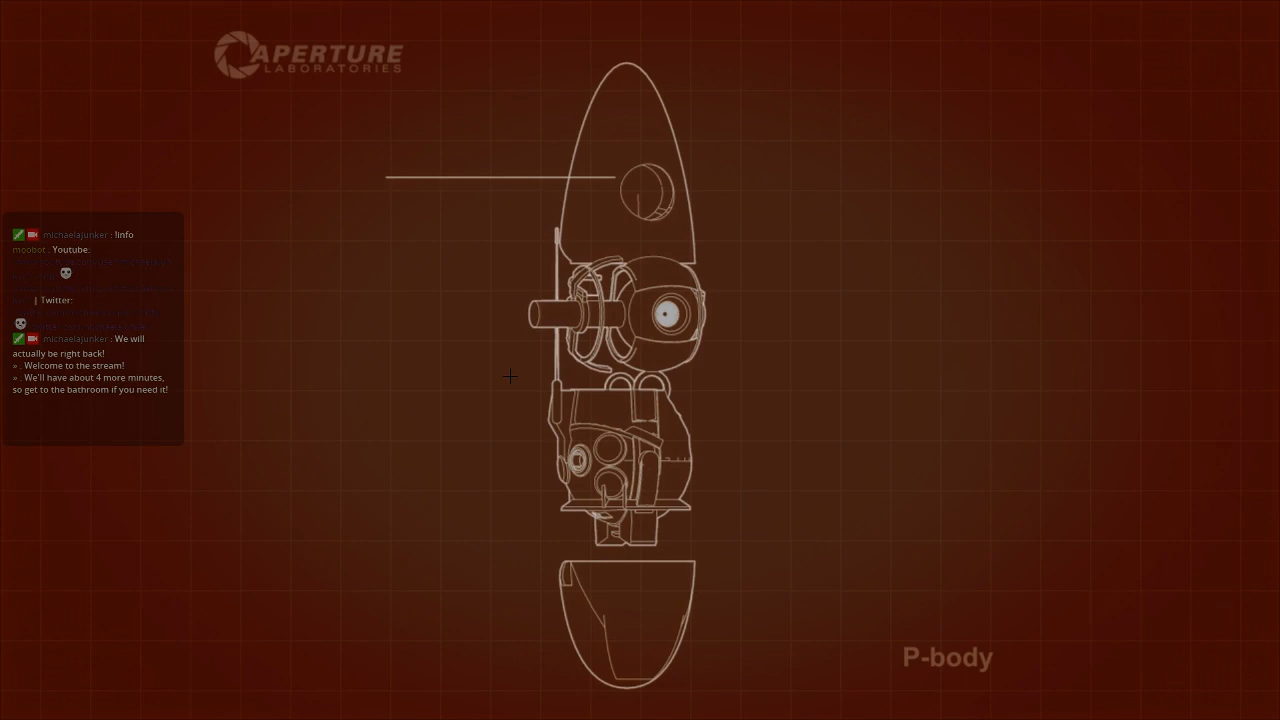 APERTURE
LABORATORIES
michaelajunker : !info
moobot : Youtube:
| Twitter:
michaelajunker : We will
actually be right back!
» . Welcome to the stream!
» . We'll have about 4 more minutes,
so get to the bathroom if you need it!
P-body